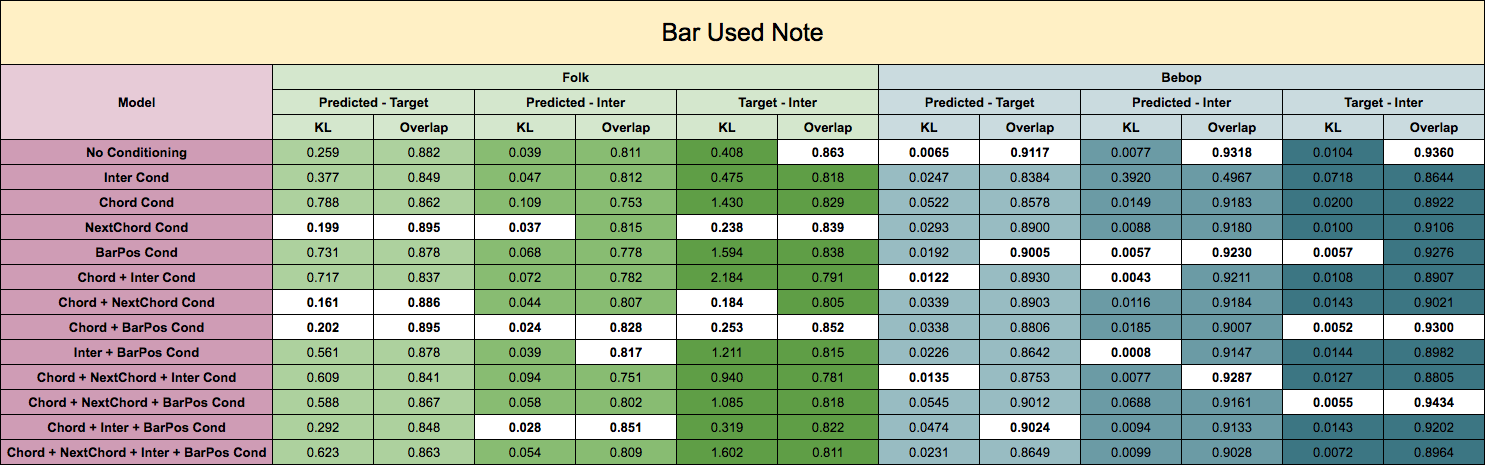 Bar Used Note
Model Folk Bebop
Predicted - Target Predicted - Inter Target - Inter Predicted - Target Predicted - Inter Target - Inter
KL Overlap KL Overlap KL Overlap KL Overlap KL Overlap KL Overlap
No Conditioning 0.259 0.882 0.039 0.811 0.408 0.863 0.0065 0.9117 0.0077 0.9318 0.0104 0.9360
Inter Cond 0.377 0.849 0.047 0.812 0.475 0.818 0.0247 0.8384 0.3920 0.4967 0.0718 0.8644
Chord Cond 0.788 0.862 0.109 0.753 1.430 0.829 0.0522 0.8578 0.0149 0.9183 0.0200 0.8922
NextChord Cond 0.199 0.895 0.037 0.815 0.238 0.839 0.0293 0.8900 0.0088 0.9180 0.0100 0.9106
BarPos Cond 0.731 0.878 0.068 0.778 1.594 0.838 0.0192 0.9005 0.0057 0.9230 0.0057 0.9276
Chord + Inter Cond 0.717 0.837 0.072 0.782 2.184 0.791 0.0122 0.8930 0.0043 0.9211 0.0108 0.8907
Chord + NextChord Cond 0.161 0.886 0.044 0.807 0.184 0.805 0.0339 0.8903 0.0116 0.9184 0.0143 0.9021
Chord + BarPos Cond 0.202 0.895 0.024 0.828 0.253 0.852 0.0338 0.8806 0.0185 0.9007 0.0052 0.9300
Inter + BarPos Cond 0.561 0.878 0.039 0.817 1.211 0.815 0.0226 0.8642 0.0008 0.9147 0.0144 0.8982
Chord + NextChord + Inter Cond 0.609 0.841 0.094 0.751 0.940 0.781 0.0135 0.8753 0.0077 0.9287 0.0127 0.8805
Chord + NextChord + BarPos Cond 0.588 0.867 0.058 0.802 1.085 0.818 0.0545 0.9012 0.0688 0.9161 0.0055 0.9434
Chord + Inter + BarPos Cond 0.292 0.848 0.028 0.851 0.319 0.822 0.0474 0.9024 0.0094 0.9133 0.0143 0.9202
Chord + NextChord + Inter + BarPos Cond 0.623 0.863 0.054 0.809 1.602 0.811 0.0231 0.8649 0.0099 0.9028 0.0072 0.8964